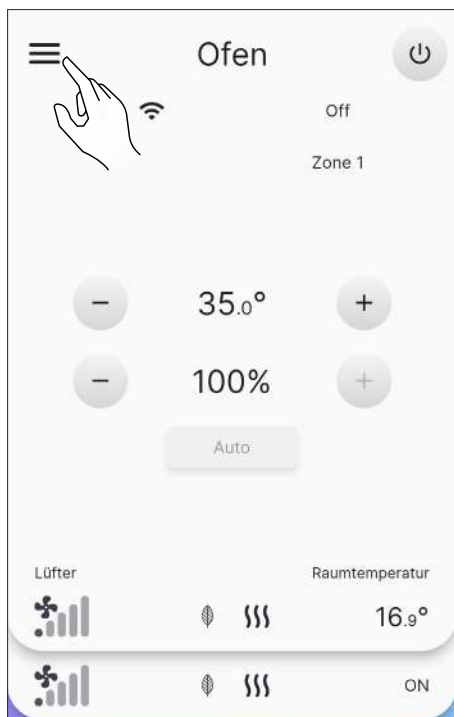 Ofen
Off
Zone 1
− 35.0° +
− 100% +
Auto
Lüfter Raumtemperatur
16.9°
ON